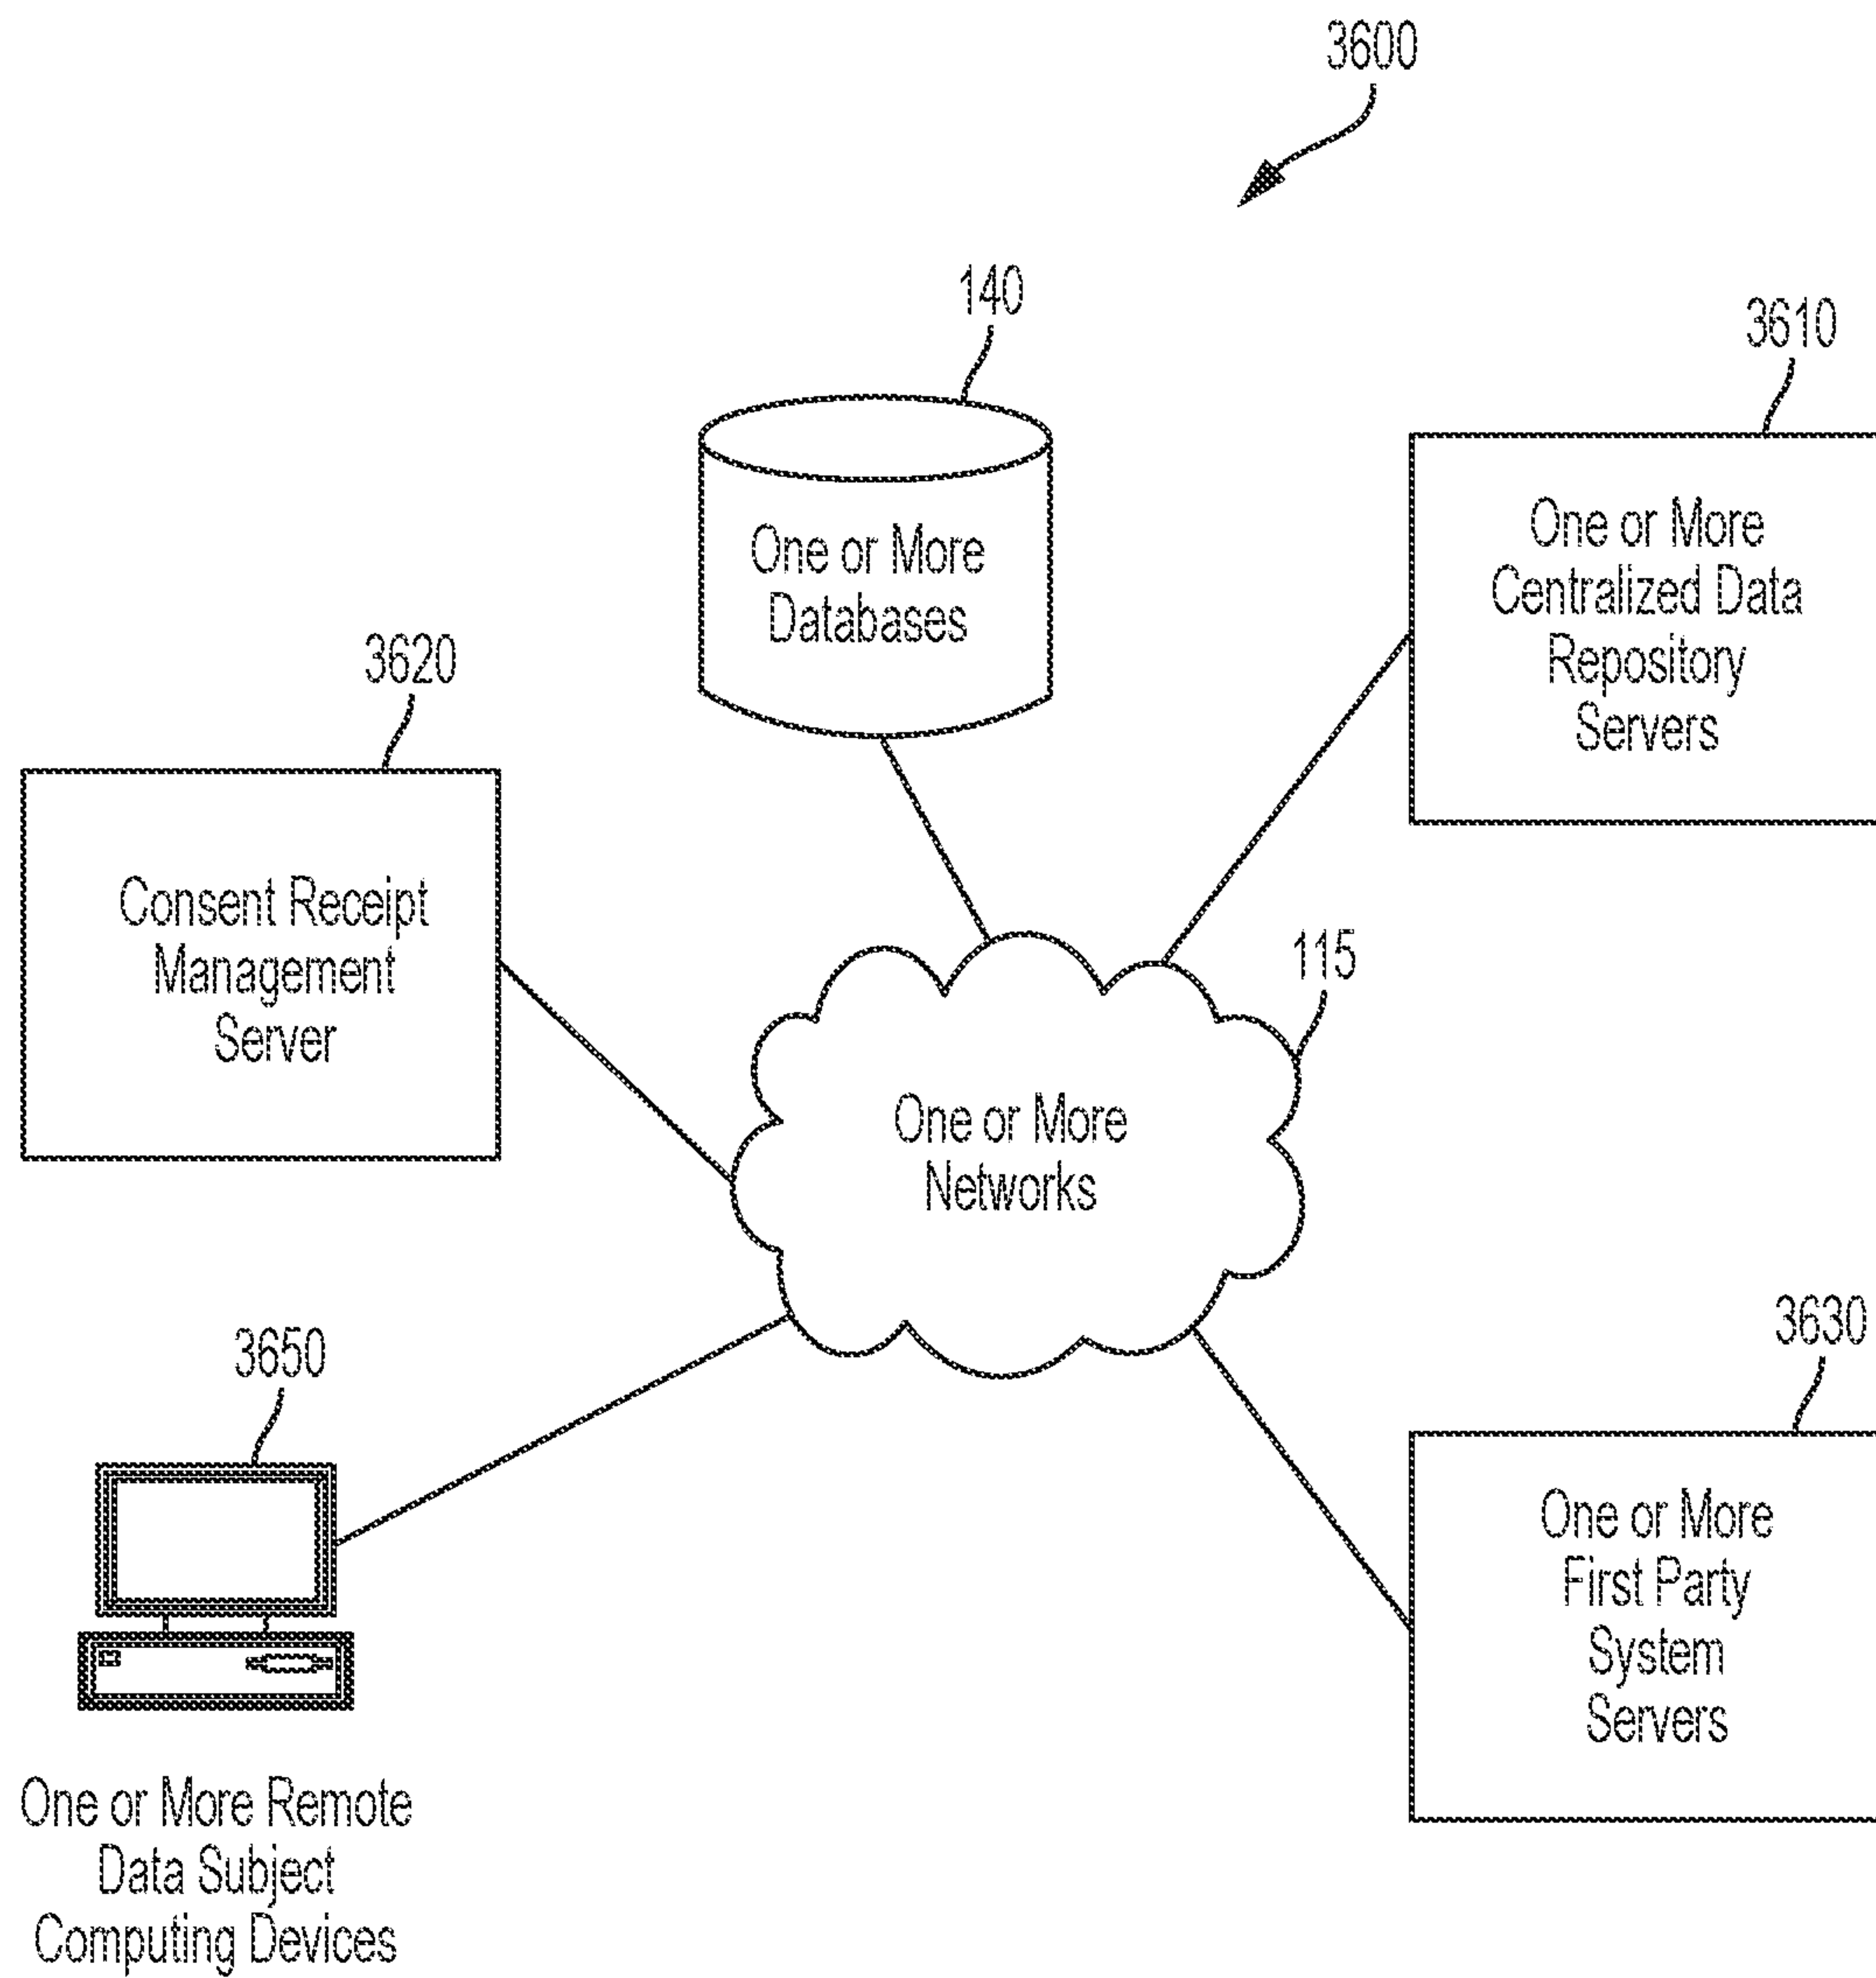 3600
140
One or More
Databases
3610
One or More
Centralized Data
Repository
Servers
3620
Consent Receipt
Management
Server
115
One or More
Networks
3650
One or More Remote
Data Subject
Computing Devices
3630
One or More
First Party
System
Servers